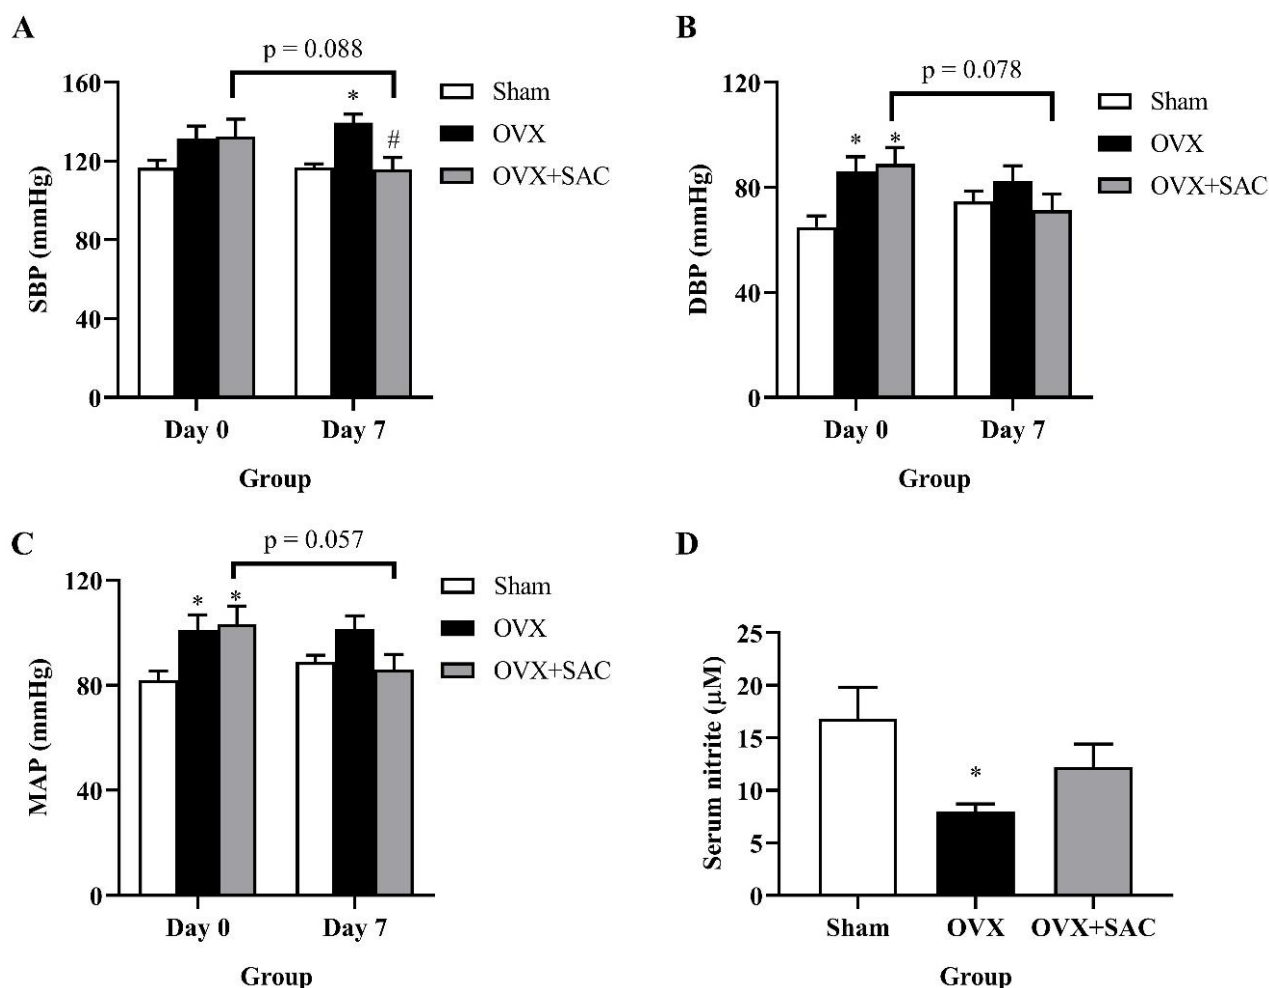 A
p = 0.088
160
120
80
40
0
SBP (mmHg)
*
#
Sham
OVX
OVX+SAC
Day 0 Day 7
Group
B
p = 0.078
120
80
40
0
DBP (mmHg)
* *
Sham
OVX
OVX+SAC
Day 0 Day 7
Group
C
p = 0.057
120
80
40
0
MAP (mmHg)
* *
Sham
OVX
OVX+SAC
Day 0 Day 7
Group
D
25
20
15
10
5
0
Serum nitrite (μM)
*
Sham OVX OVX+SAC
Group